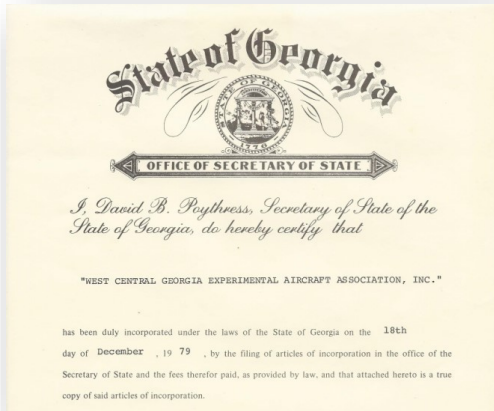 State of Georgia
STATE OF GEORGIA
1776
OFFICE OF SECRETARY OF STATE
I, David B. Poythress, Secretary of State of the
State of Georgia, do hereby certify that
"WEST CENTRAL GEORGIA EXPERIMENTAL AIRCRAFT ASSOCIATION, INC."
has been duly incorporated under the laws of the State of Georgia on the 18th
day of December , 19 79 , by the filing of articles of incorporation in the office of the
Secretary of State and the fees therefor paid, as provided by law, and that attached hereto is a true
copy of said articles of incorporation.